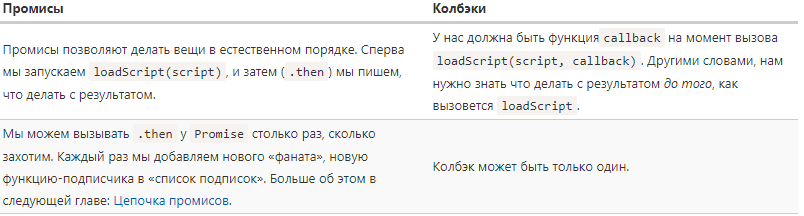 Промисы
Колбэки
Промисы позволяют делать вещи в естественном порядке. Сперва
мы запускаем loadScript(script), и затем (.then) мы пишем,
что делать с результатом.
У нас должна быть функция callback на момент вызова
loadScript(script, callback). Другими словами, нам
нужно знать что делать с результатом до того, как
вызовется loadScript.
Мы можем вызывать .then у Promise столько раз, сколько
захотим. Каждый раз мы добавляем нового «фаната», новую
функцию-подписчика в «список подписок». Больше об этом в
следующей главе: Цепочка промисов.
Колбэк может быть только один.